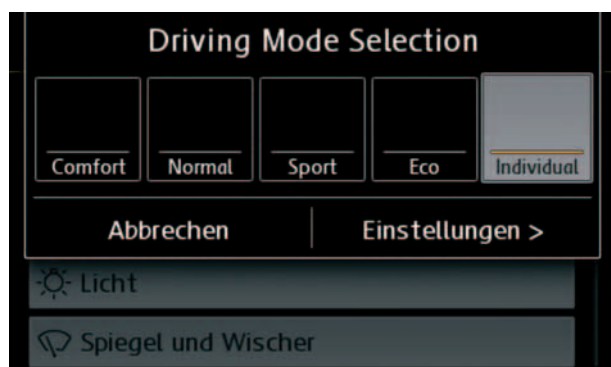 Driving Mode Selection
Comfort Normal Sport Eco Individual
Abbrechen Einstellungen >
Licht
Spiegel und Wischer